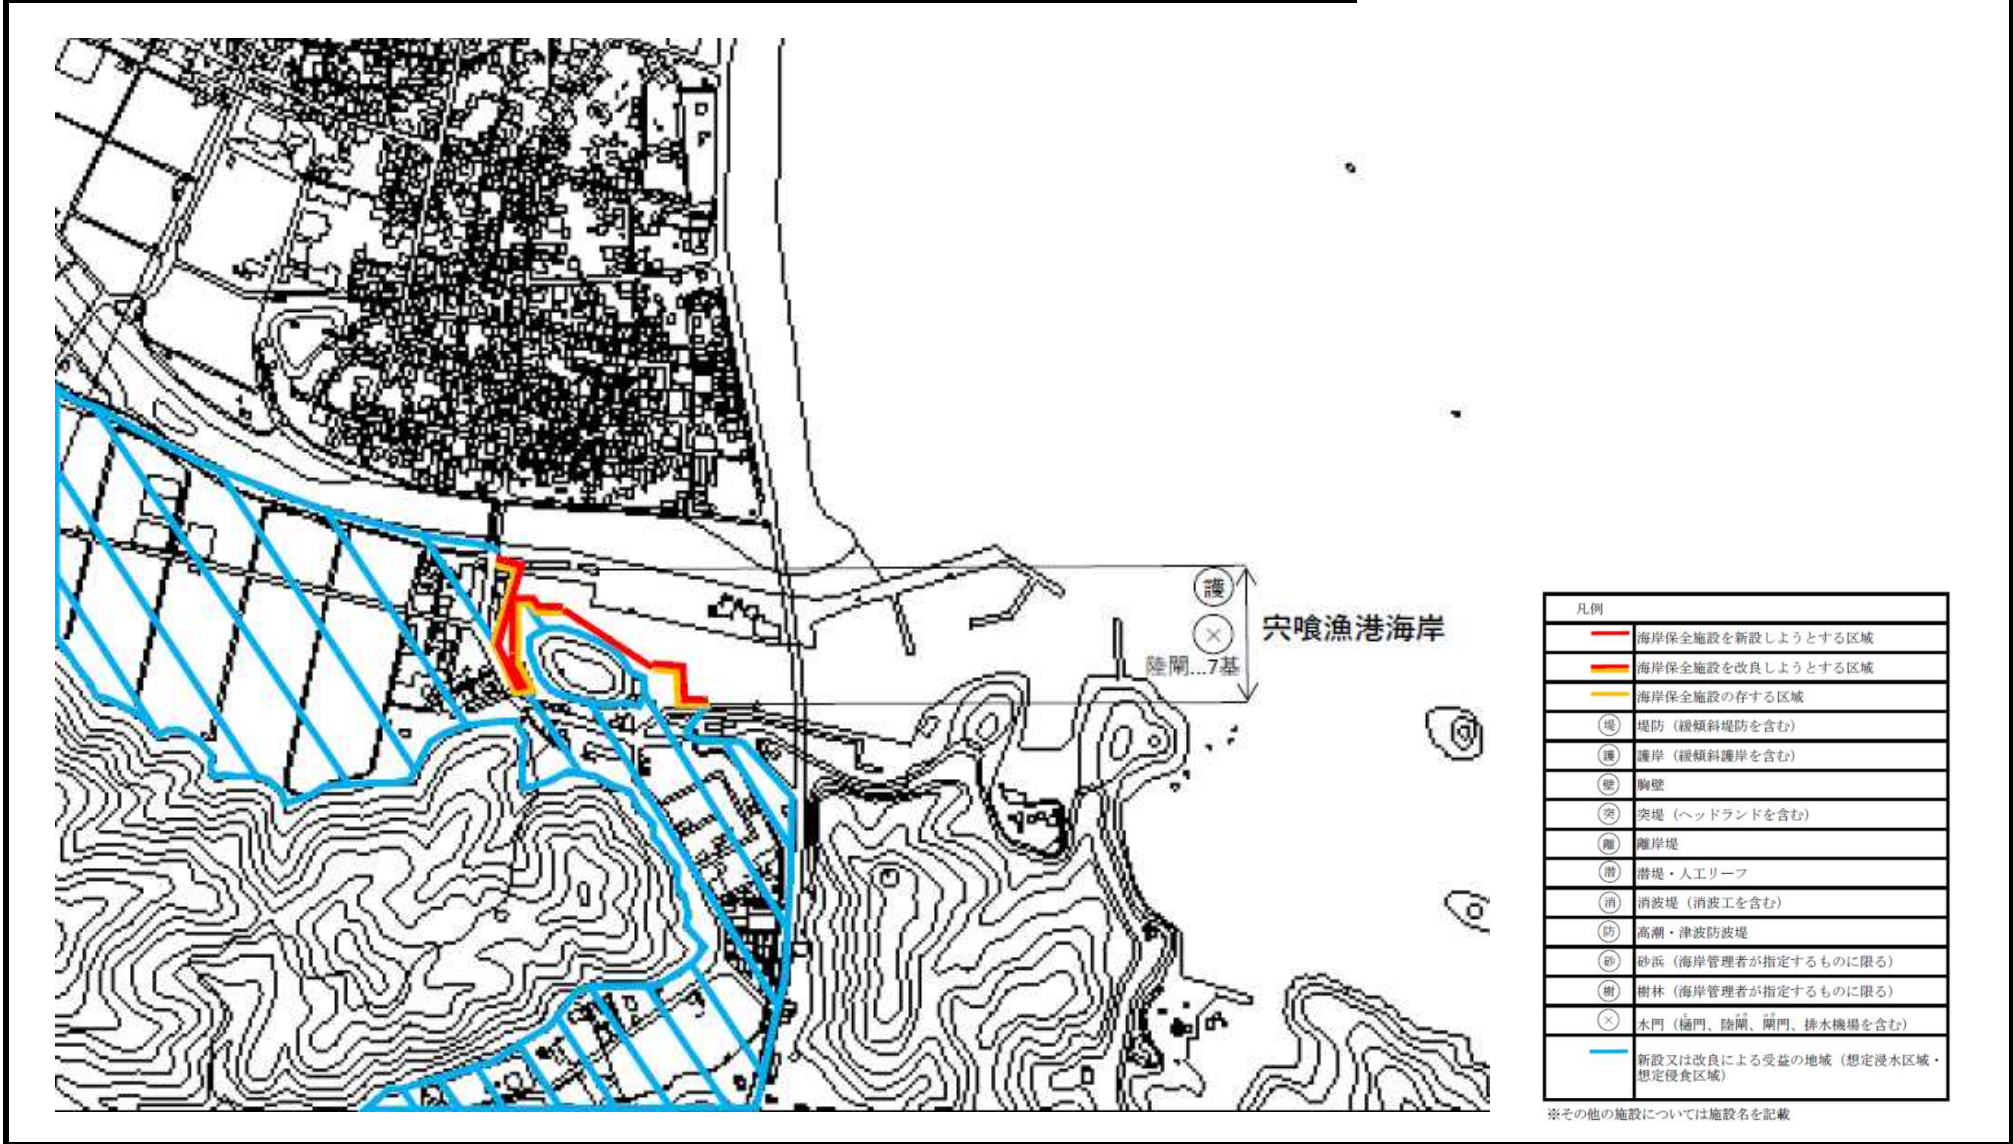 護
×
陸閘…7基
宍喰漁港海岸
凡例
海岸保全施設を新設しようとする区域
海岸保全施設を改良しようとする区域
海岸保全施設の存する区域
堤 堤防（緩傾斜堤防を含む）
護 護岸（緩傾斜護岸を含む）
壁 胸壁
突 突堤（ヘッドランドを含む）
離 離岸堤
潜 潜堤・人工リーフ
消 消波堤（消波工を含む）
防 高潮・津波防波堤
砂 砂浜（海岸管理者が指定するものに限る）
樹 樹林（海岸管理者が指定するものに限る）
× 水門（樋門、陸閘、閘門、排水機場を含む）
新設又は改良による受益の地域（想定浸水区域・
想定侵食区域）
※その他の施設については施設名を記載